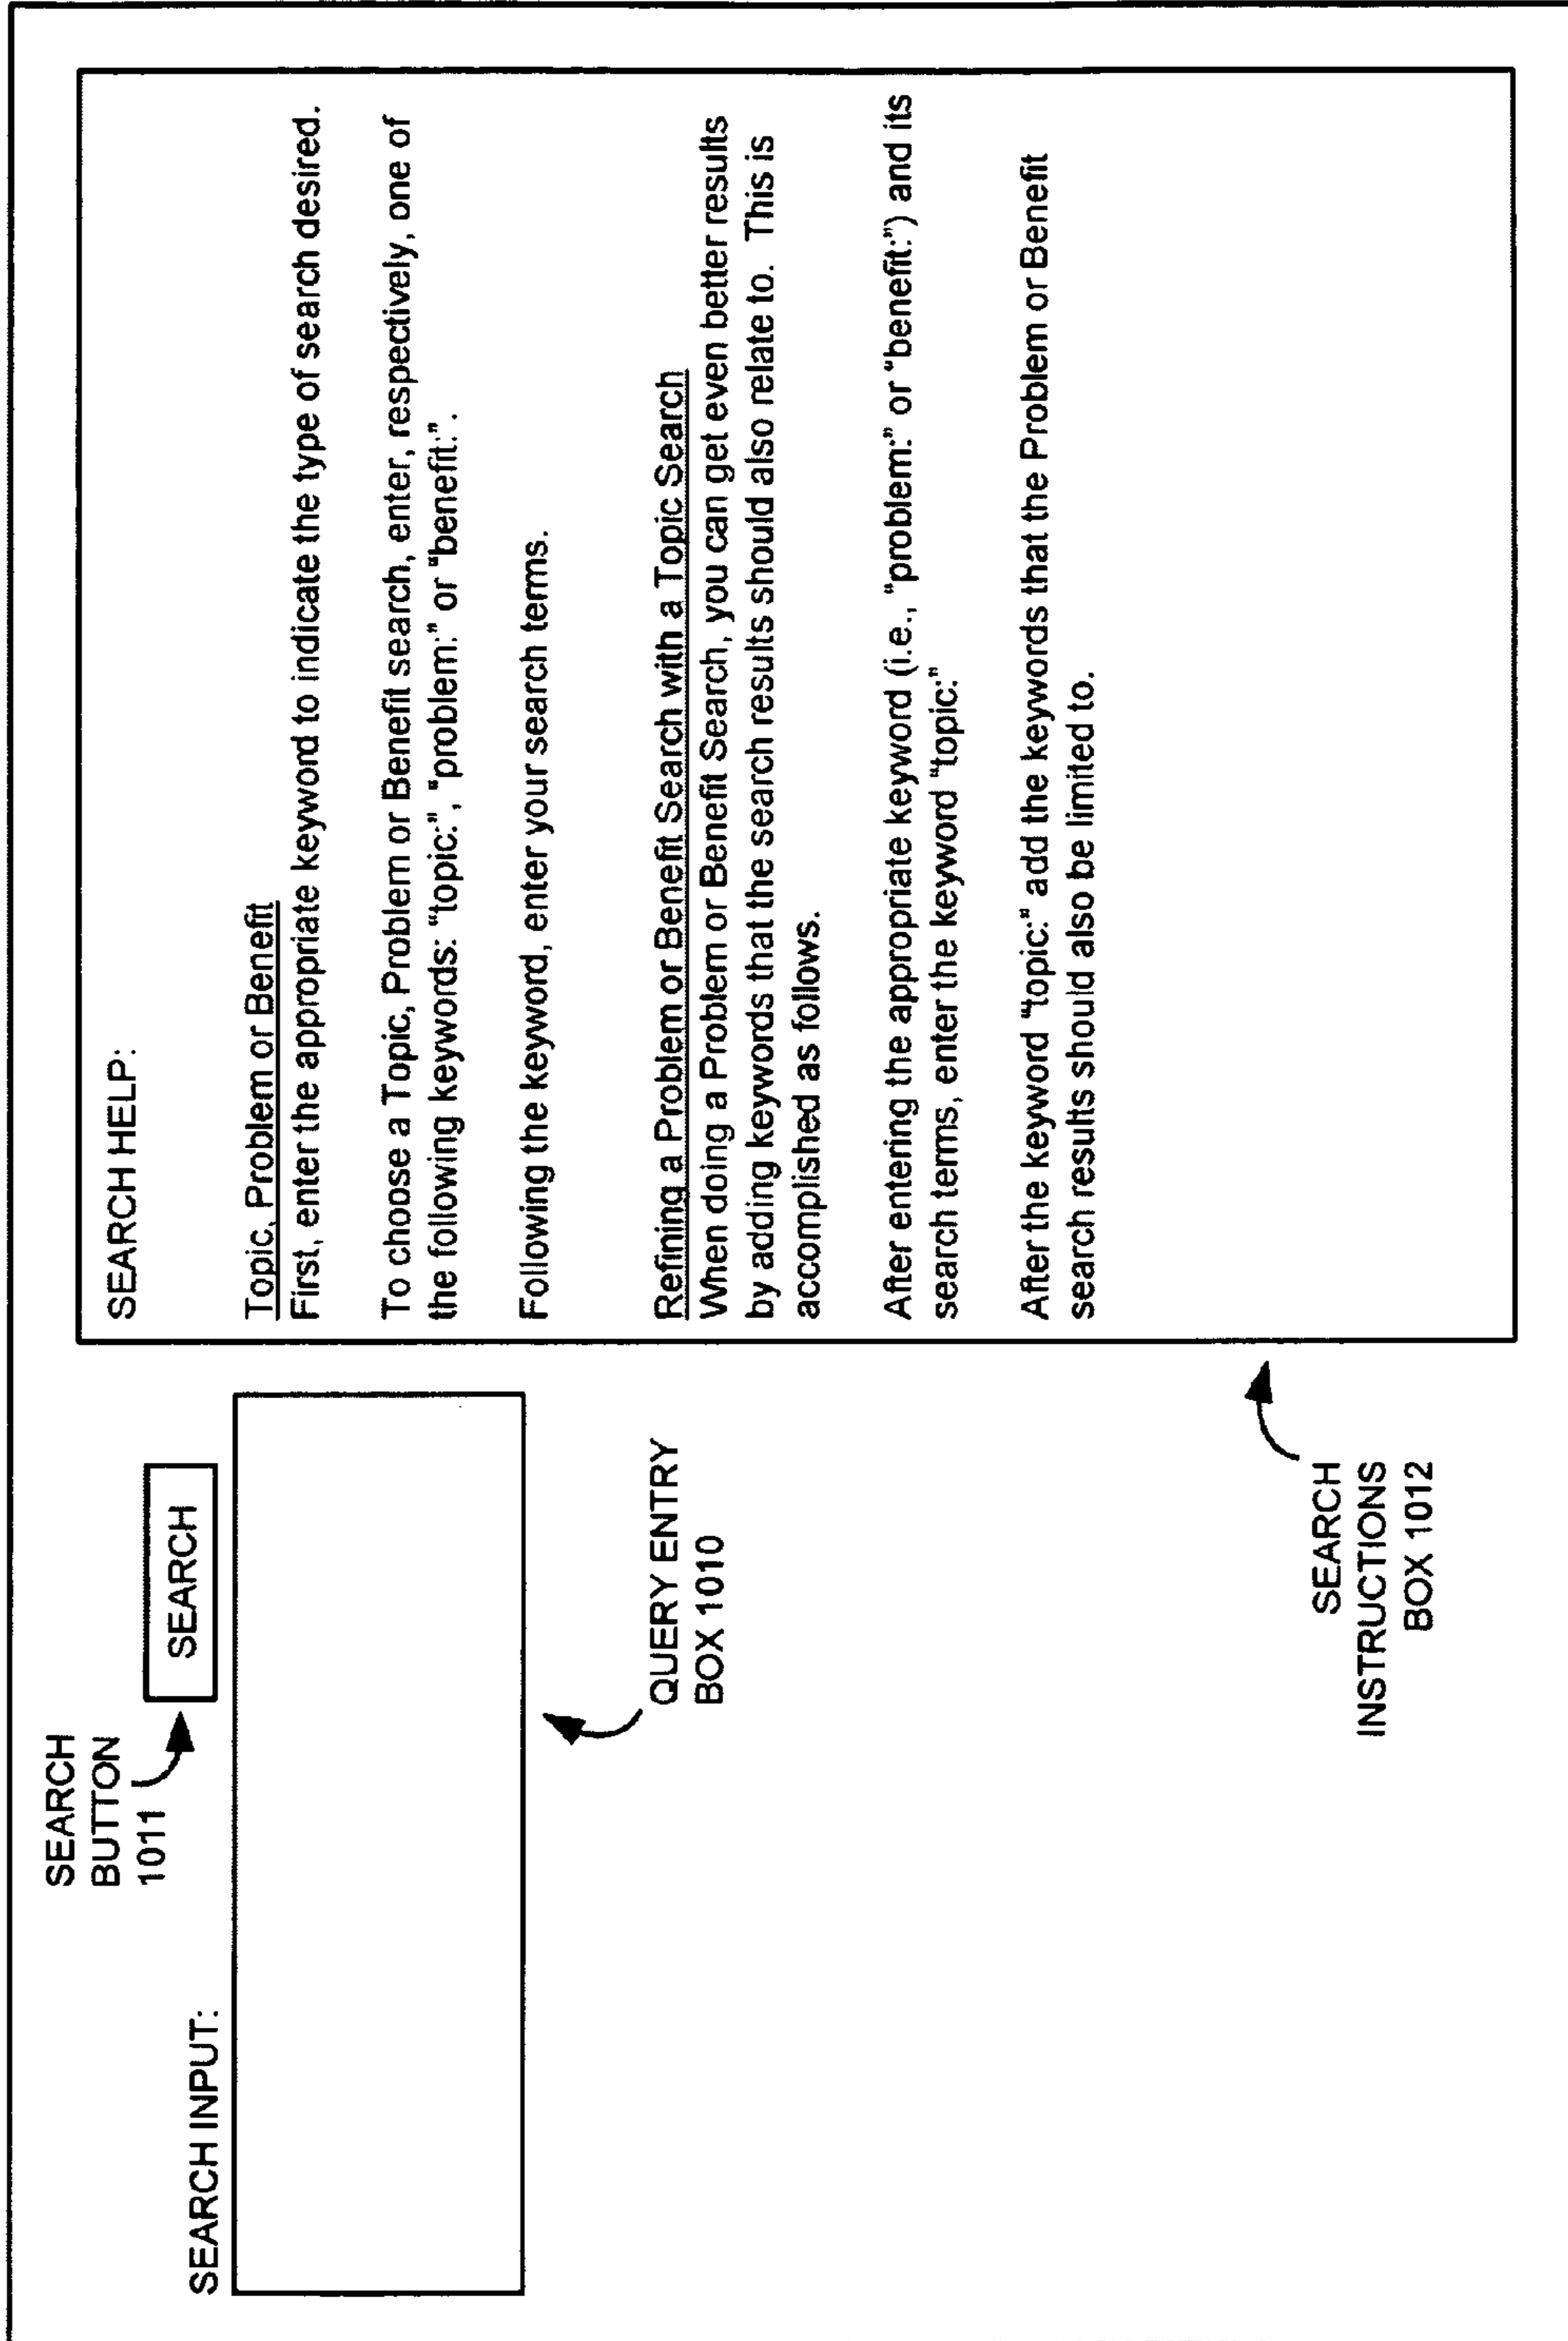 SEARCH
BUTTON
1011
SEARCH
SEARCH INPUT:
QUERY ENTRY
BOX 1010
SEARCH
INSTRUCTIONS
BOX 1012
SEARCH HELP:
Topic, Problem or Benefit
First, enter the appropriate keyword to indicate the type of search desired.
To choose a Topic, Problem or Benefit search, enter, respectively, one of
the following keywords: “topic:”, “problem:” or “benefit:”.
Following the keyword, enter your search terms.
Refining a Problem or Benefit Search with a Topic Search
When doing a Problem or Benefit Search, you can get even better results
by adding keywords that the search results should also relate to. This is
accomplished as follows.
After entering the appropriate keyword (i.e., “problem:” or “benefit:”) and its
search terms, enter the keyword “topic:”
After the keyword “topic:” add the keywords that the Problem or Benefit
search results should also be limited to.